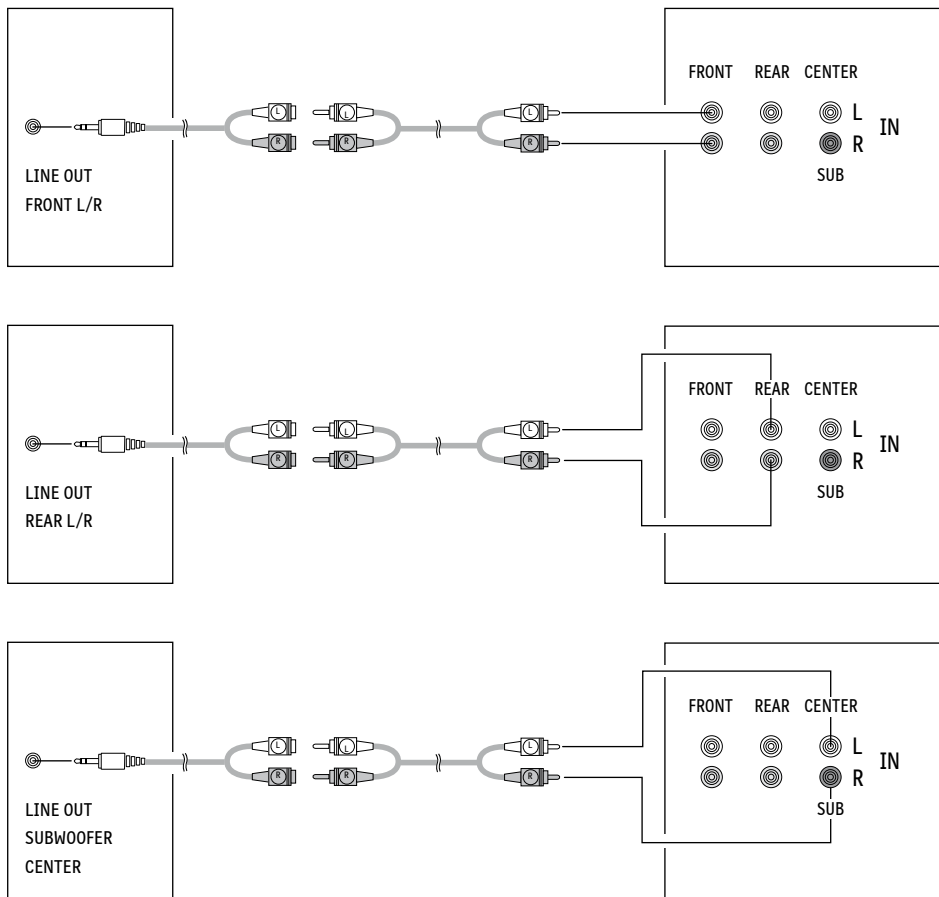 FRONT REAR CENTER
L L L L
R R R R
IN
LINE OUT
FRONT L/R
SUB
FRONT REAR CENTER
L L L L
R R R R
IN
LINE OUT
REAR L/R
SUB
FRONT REAR CENTER
L L L L
R R R R
IN
LINE OUT
SUBWOOFER
CENTER
SUB